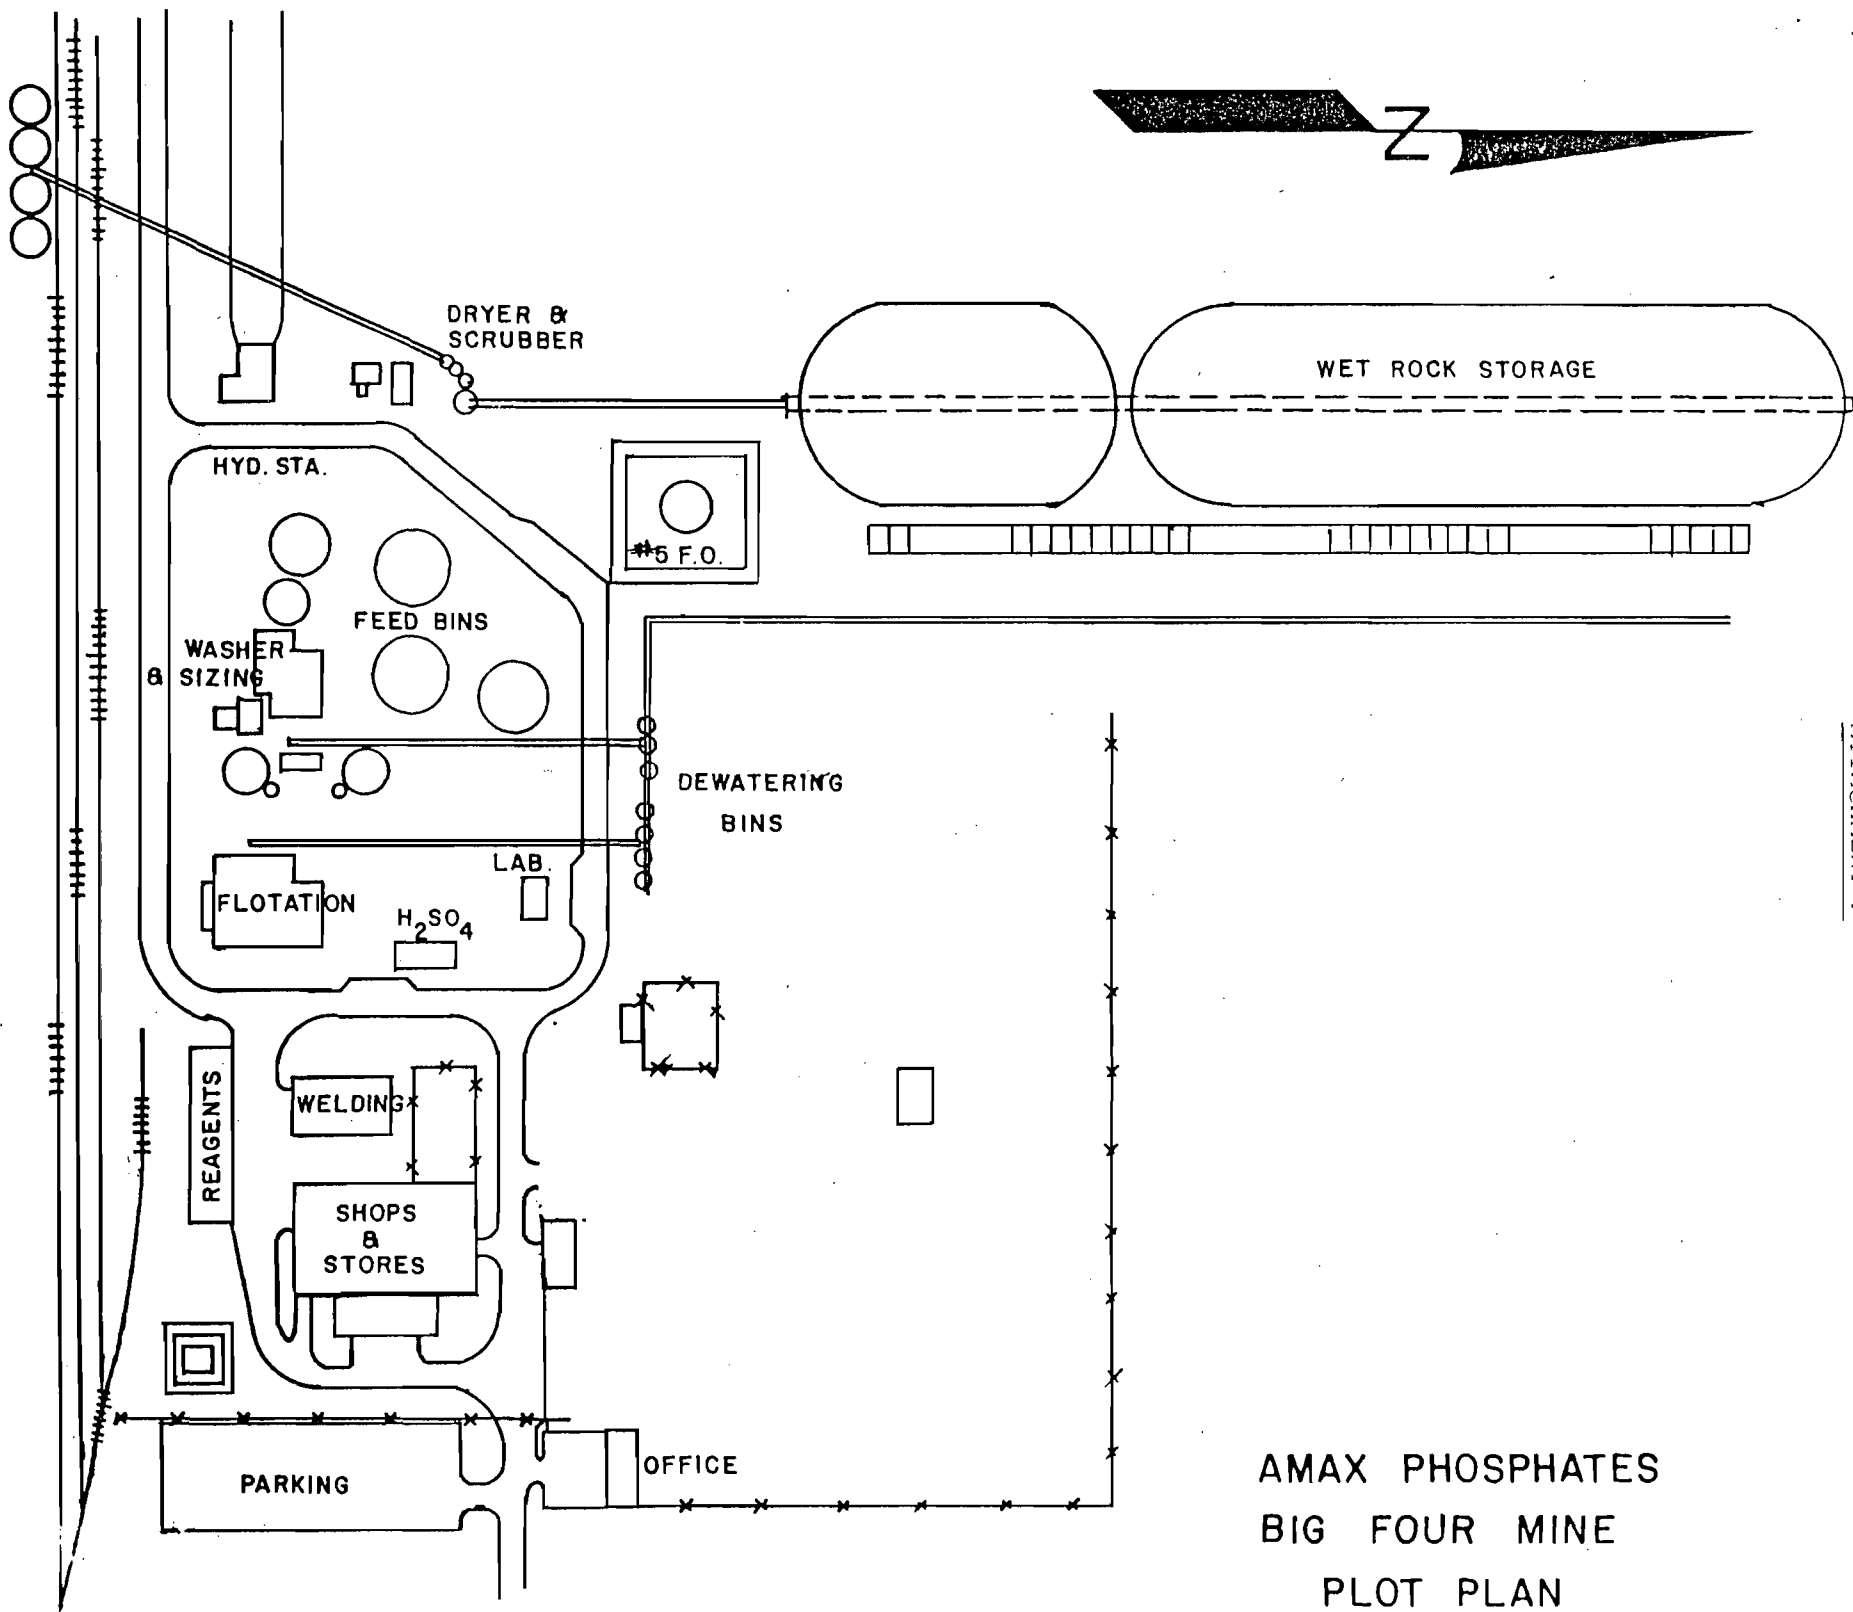 N
DRYER &
SCRUBBER
WET ROCK STORAGE
HYD. STA.
#5 F.O.
FEED BINS
WASHER
& SIZING
DEWATERING
BINS
LAB.
FLOTATION
H2SO4
WELDING
REAGENTS
SHOPS
&
STORES
OFFICE
PARKING
AMAX PHOSPHATES
BIG FOUR MINE
PLOT PLAN